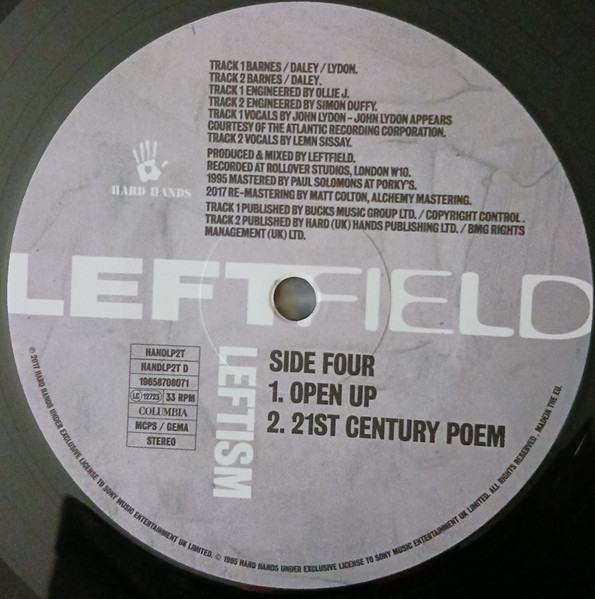 TRACK 1 BARNES / DALEY / LYDON.
TRACK 2 BARNES / DALEY.
TRACK 1 ENGINEERED BY OLLIE J.
TRACK 2 ENGINEERED BY SIMON DUFFY.
TRACK 1 VOCALS BY JOHN LYDON - JOHN LYDON APPEARS
COURTESY OF THE ATLANTIC RECORDING CORPORATION.
TRACK 2 VOCALS BY LEMN SISSAY.
PRODUCED & MIXED BY LEFTFIELD.
RECORDED AT ROLLOVER STUDIOS, LONDON W10.
1995 MASTERED BY PAUL SOLOMONS AT PORKY'S.
2017 RE-MASTERING BY MATT COLTON, ALCHEMY MASTERING.
TRACK 1 PUBLISHED BY BUCKS MUSIC GROUP LTD. / COPYRIGHT CONTROL.
TRACK 2 PUBLISHED BY HARD (UK) HANDS PUBLISHING LTD. / BMG RIGHTS
MANAGEMENT (UK) LTD.
HARD HANDS
LEFTFIELD
LEFTISM
SIDE FOUR
1. OPEN UP
2. 21ST CENTURY POEM
HANDLP2T
HANDLP2T D
19658708071
LC 12723 33 RPM
COLUMBIA
MCPS / GEMA
STEREO
℗ 2017 HARD HANDS UNDER EXCLUSIVE LICENSE TO SONY MUSIC ENTERTAINMENT UK LIMITED. © 1995 HARD HANDS UNDER EXCLUSIVE LICENSE TO SONY MUSIC ENTERTAINMENT UK LIMITED. ALL RIGHTS RESERVED. MADE IN THE EU.